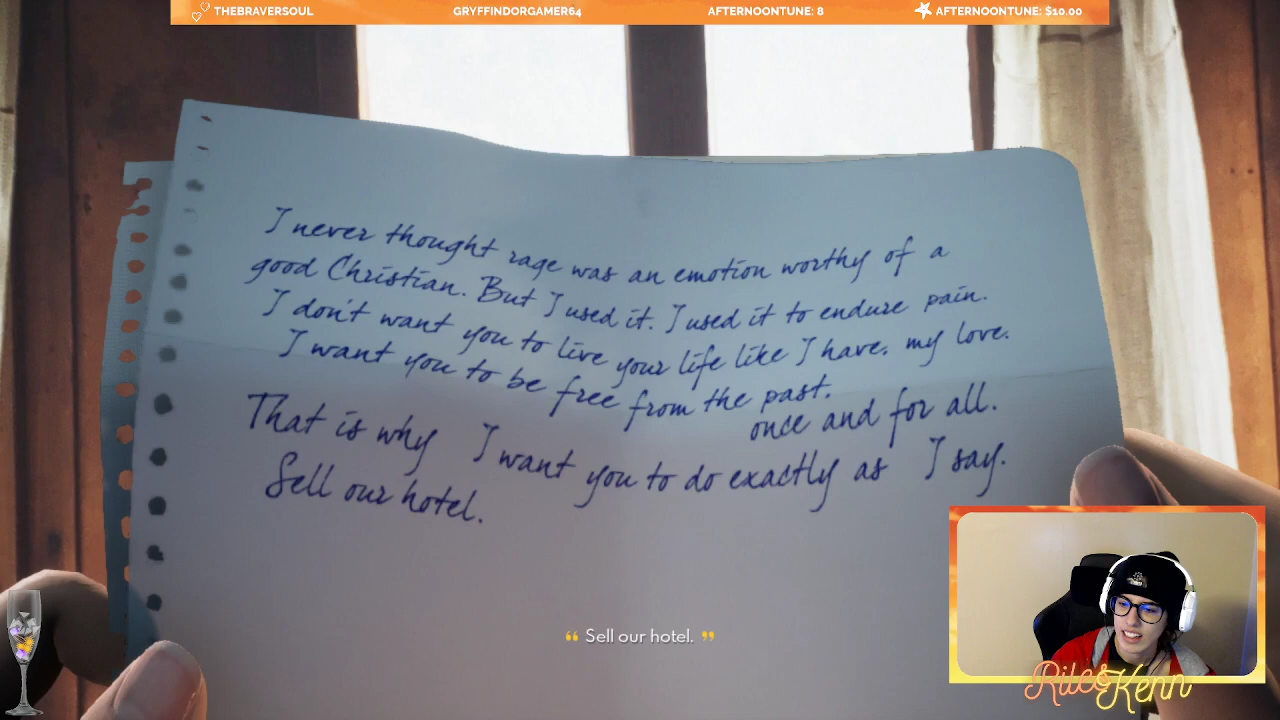 THEBRAVERSOUL
GRYFFINDORGAMER64
AFTERNOONTUNE: 8
AFTERNOONTUNE: $10.00
I never thought rage was an emotion worthy of a
good Christian. But I used it. I used it to endure pain.
I don't want you to live your life like I have, my love.
I want you to be free from the past.
once and for all.
That is why I want you to do exactly as I say.
Sell our hotel.
“ Sell our hotel. ”
Rile&Kenn